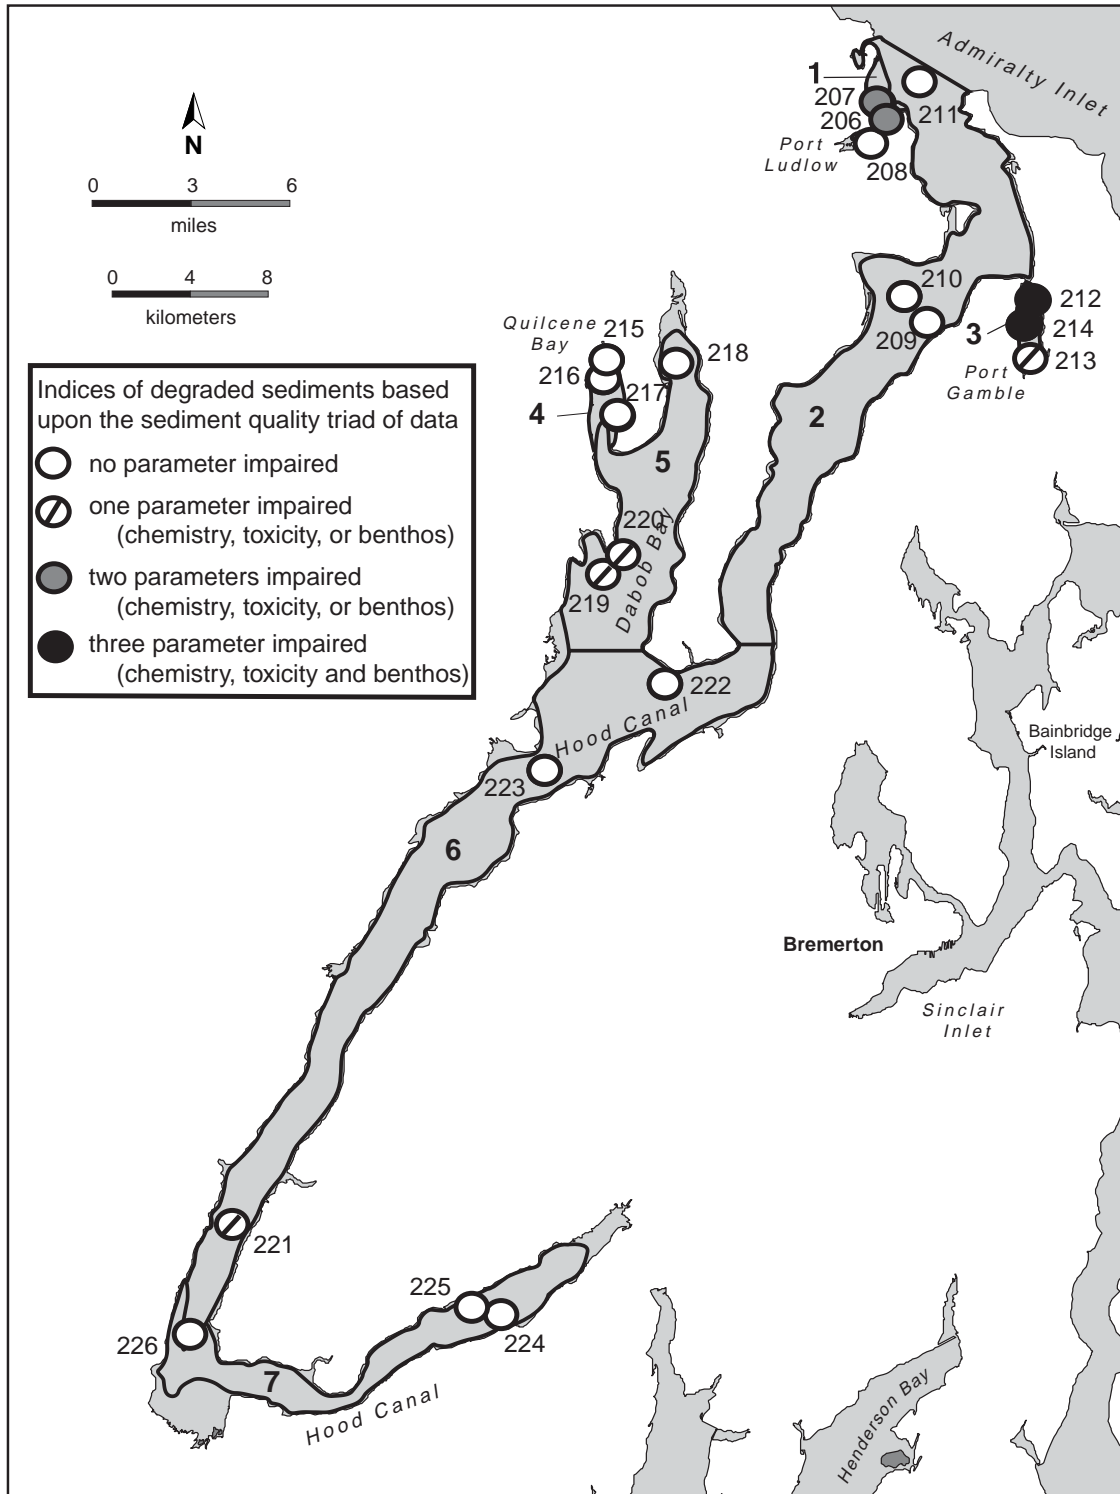 Admiralty Inlet
1
207
211
206
Port
Ludlow
208
N
0 3 6
miles
0 4 8
kilometers
210
212
209
3
214
213
Port
Gamble
Quilcene
Bay
215
218
216
217
4
2
5
Indices of degraded sediments based
upon the sediment quality triad of data
no parameter impaired
one parameter impaired
(chemistry, toxicity, or benthos)
two parameters impaired
(chemistry, toxicity, or benthos)
three parameter impaired
(chemistry, toxicity and benthos)
220
Dabob Bay
219
222
Hood Canal
223
6
Bainbridge
Island
Bremerton
Sinclair
Inlet
221
225
224
226
7
Hood Canal
Henderson Bay